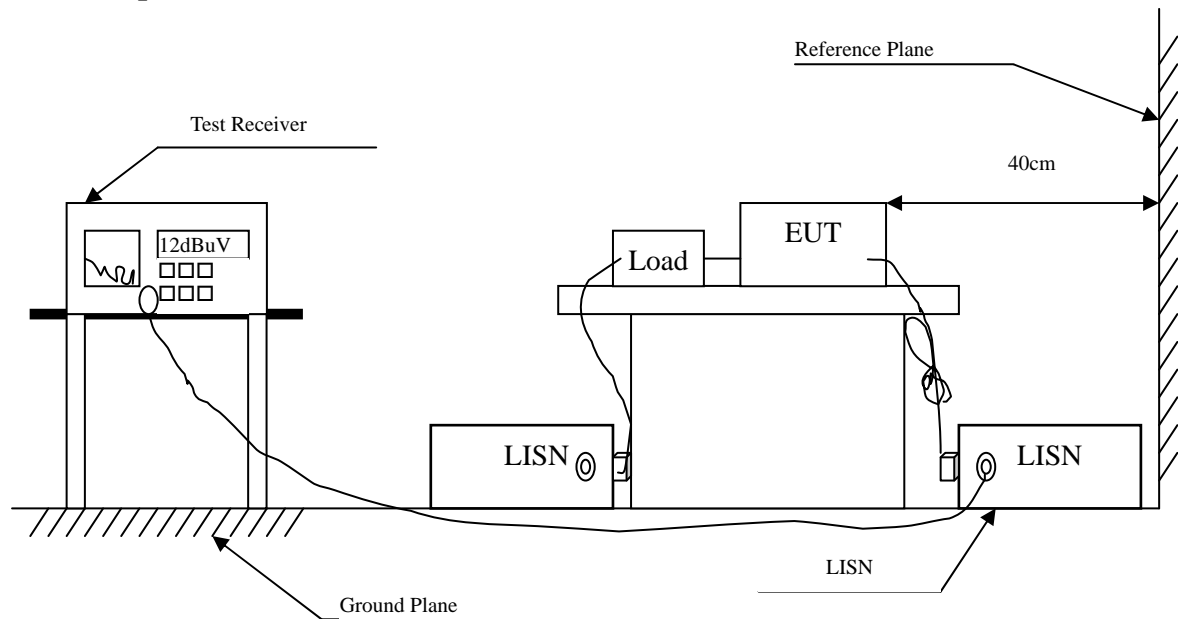 Reference Plane
Test Receiver
40cm
12dBuV
EUT
Load
LISN
LISN
LISN
Ground Plane